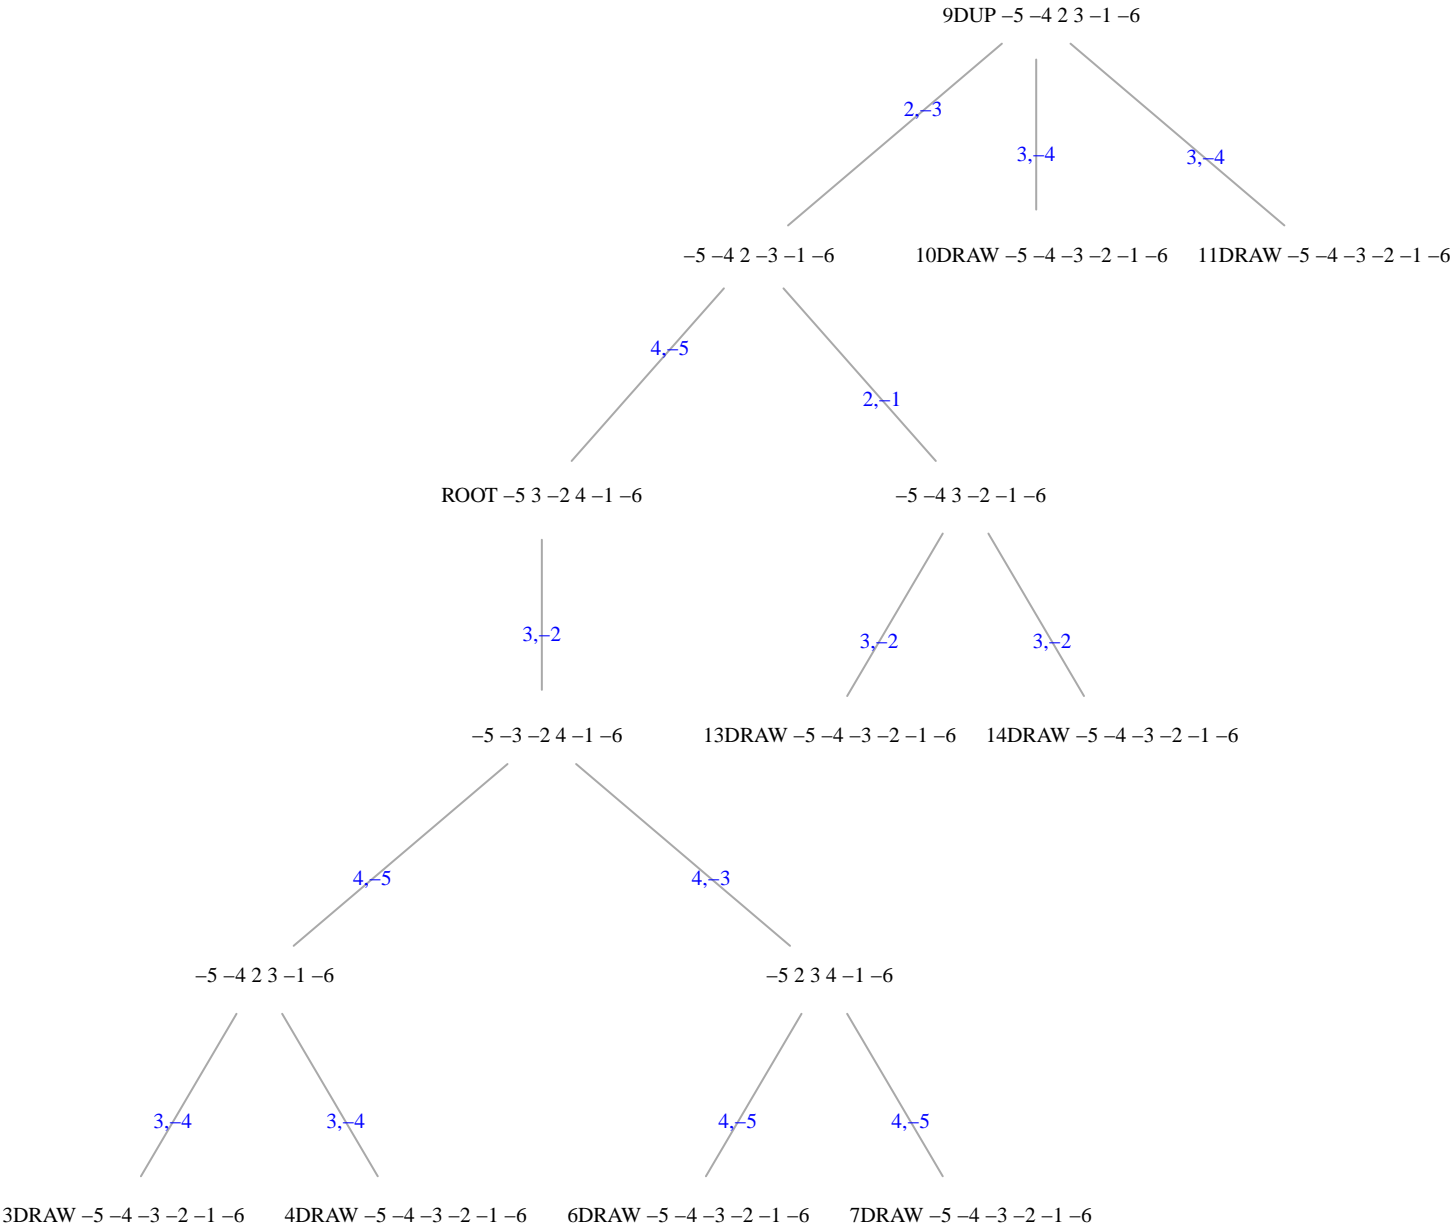 9DUP –5 –4 2 3 –1 –6
2,–3
3,–4
3,–4
–5 –4 2 –3 –1 –6
10DRAW –5 –4 –3 –2 –1 –6
11DRAW –5 –4 –3 –2 –1 –6
4,–5
2,–1
ROOT –5 3 –2 4 –1 –6
–5 –4 3 –2 –1 –6
3,–2
3,–2
3,–2
–5 –3 –2 4 –1 –6
13DRAW –5 –4 –3 –2 –1 –6
14DRAW –5 –4 –3 –2 –1 –6
4,–5
4,–3
–5 –4 2 3 –1 –6
–5 2 3 4 –1 –6
3,–4
3,–4
4,–5
4,–5
3DRAW –5 –4 –3 –2 –1 –6
4DRAW –5 –4 –3 –2 –1 –6
6DRAW –5 –4 –3 –2 –1 –6
7DRAW –5 –4 –3 –2 –1 –6